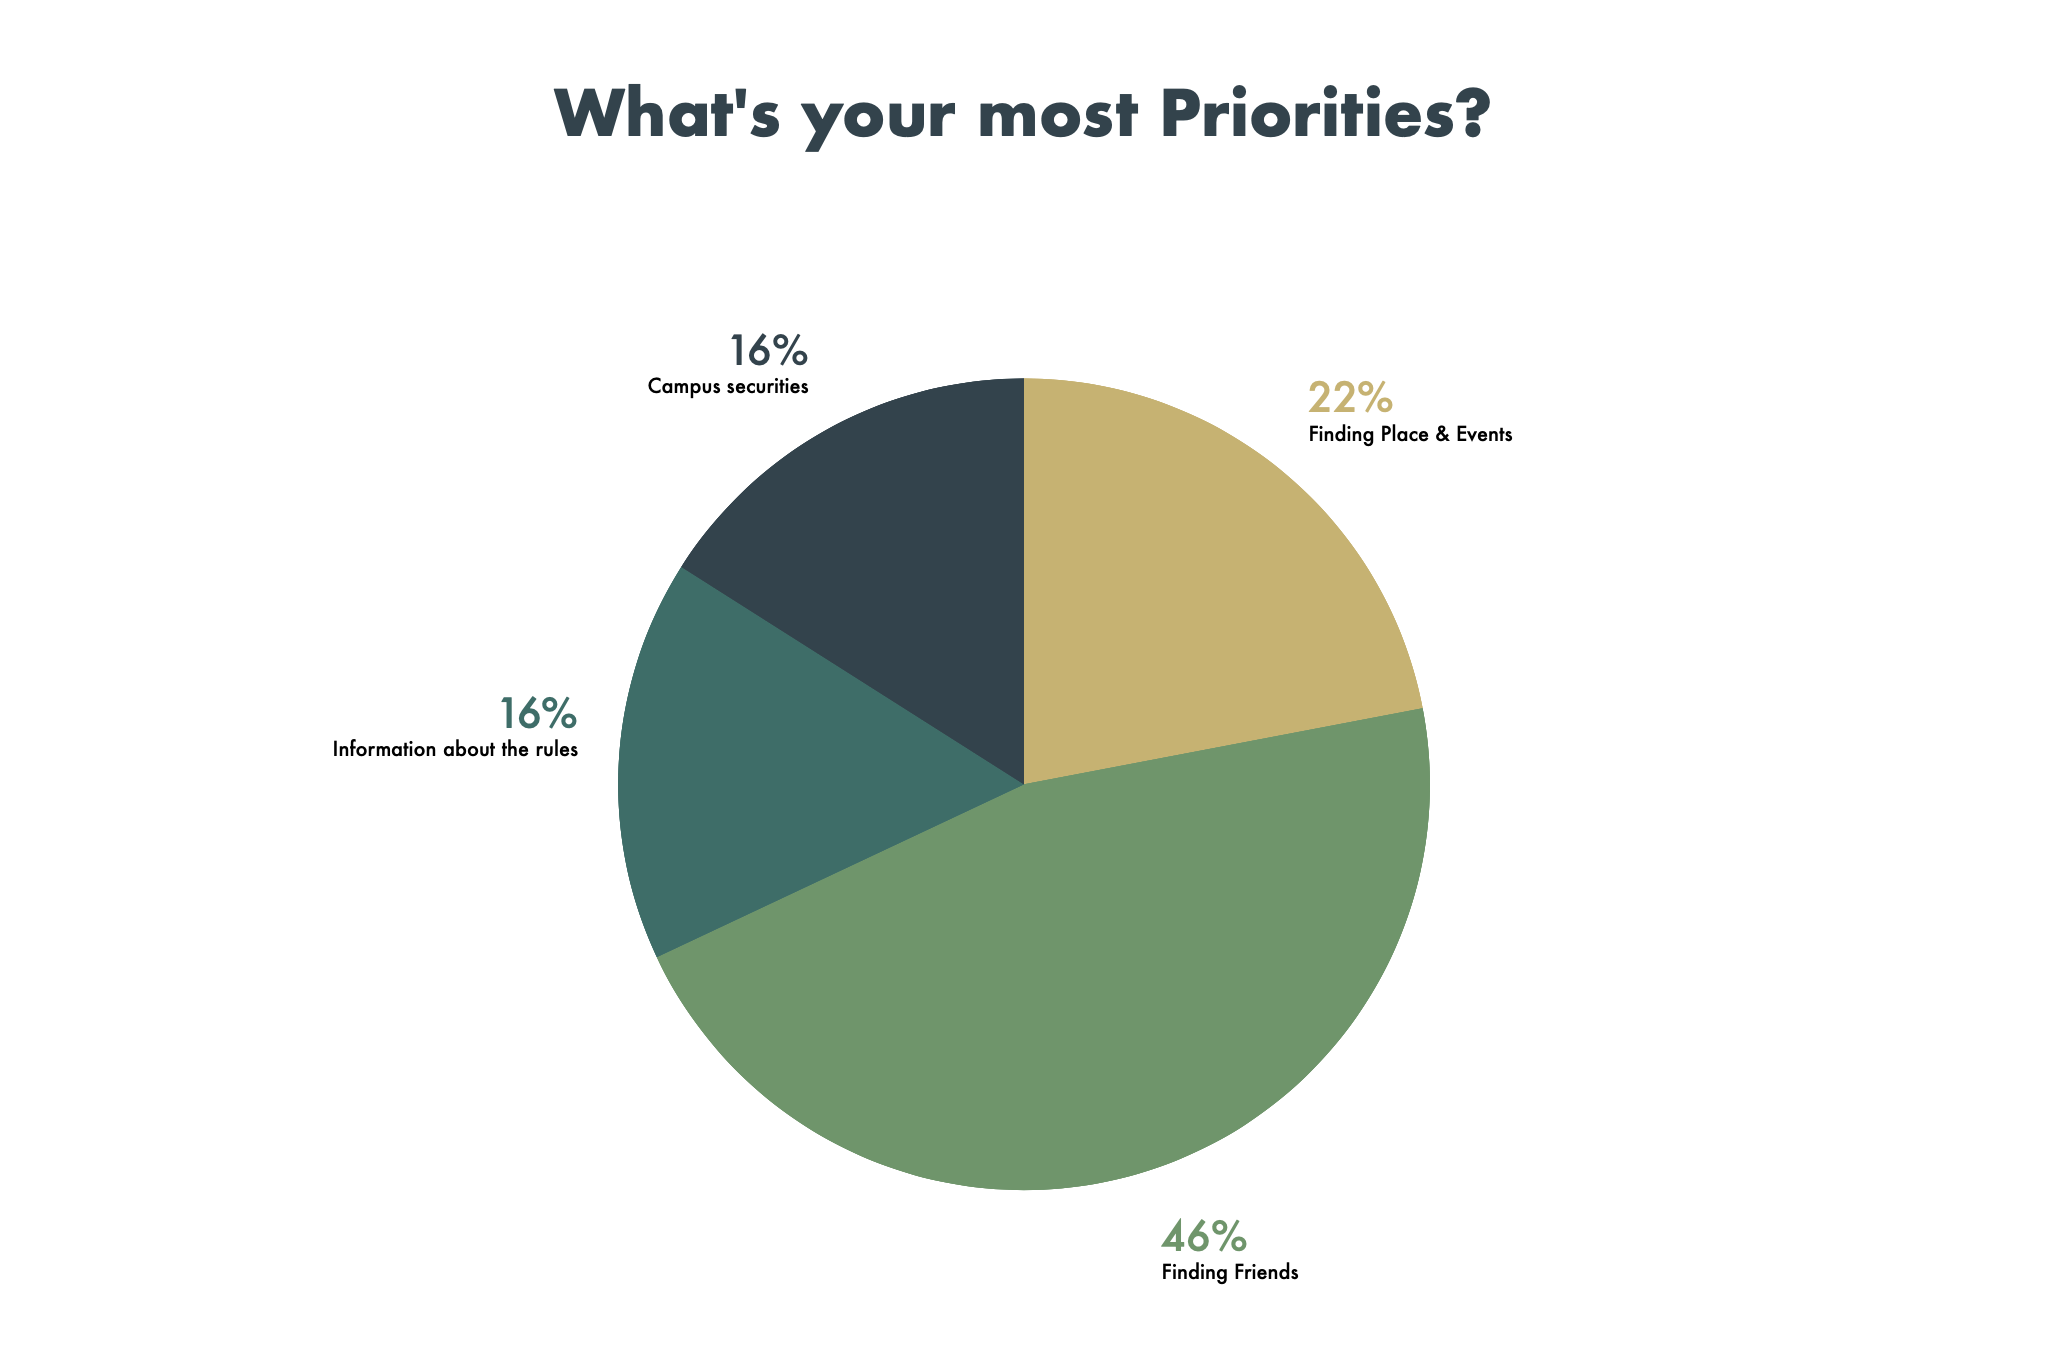 What's your most Priorities?
16%
Campus securities
22%
Finding Place & Events
16%
Information about the rules
46%
Finding Friends